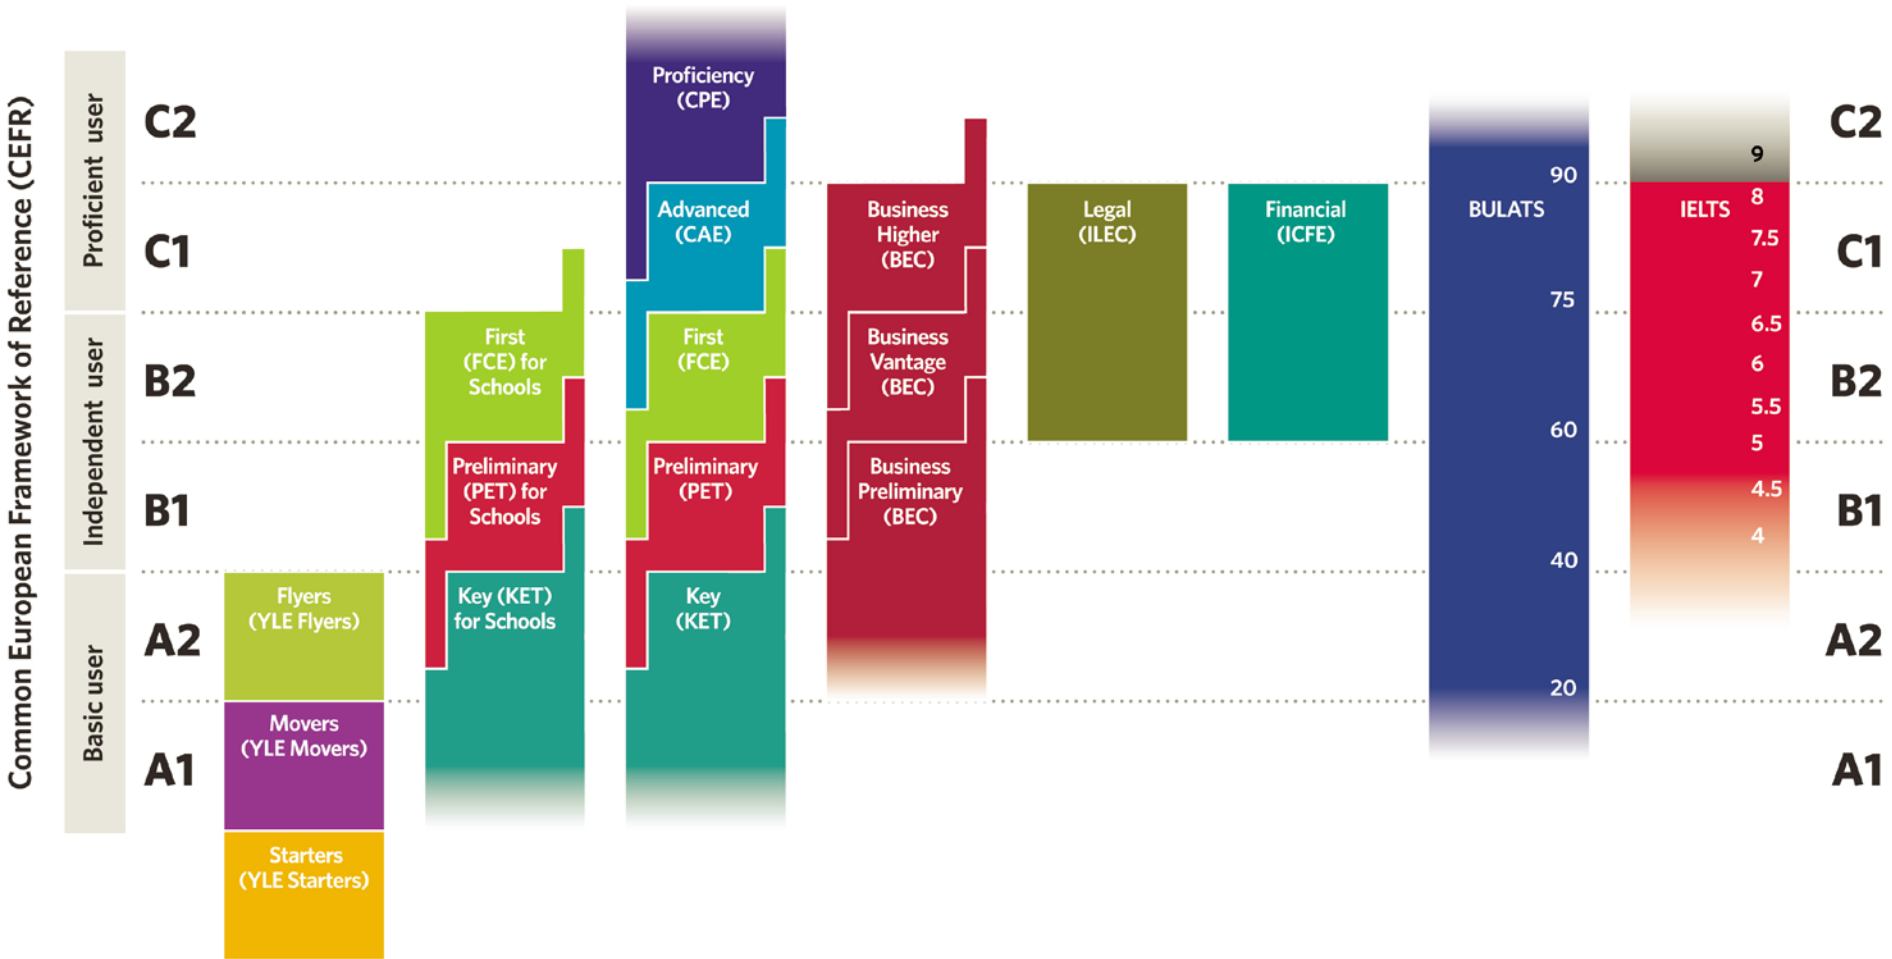 Common European Framework of Reference (CEFR)
Proficient user
Independent user
Basic user
C2
C1
B2
B1
A2
A1
Flyers
(YLE Flyers)
Movers
(YLE Movers)
Starters
(YLE Starters)
First
(FCE) for
Schools
Preliminary
(PET) for
Schools
Key (KET)
for Schools
Proficiency
(CPE)
Advanced
(CAE)
First
(FCE)
Preliminary
(PET)
Key
(KET)
Business
Higher
(BEC)
Business
Vantage
(BEC)
Business
Preliminary
(BEC)
Legal
(ILEC)
Financial
(ICFE)
BULATS
90
75
60
40
20
IELTS
9
8
7.5
7
6.5
6
5.5
5
4.5
4
C2
C1
B2
B1
A2
A1